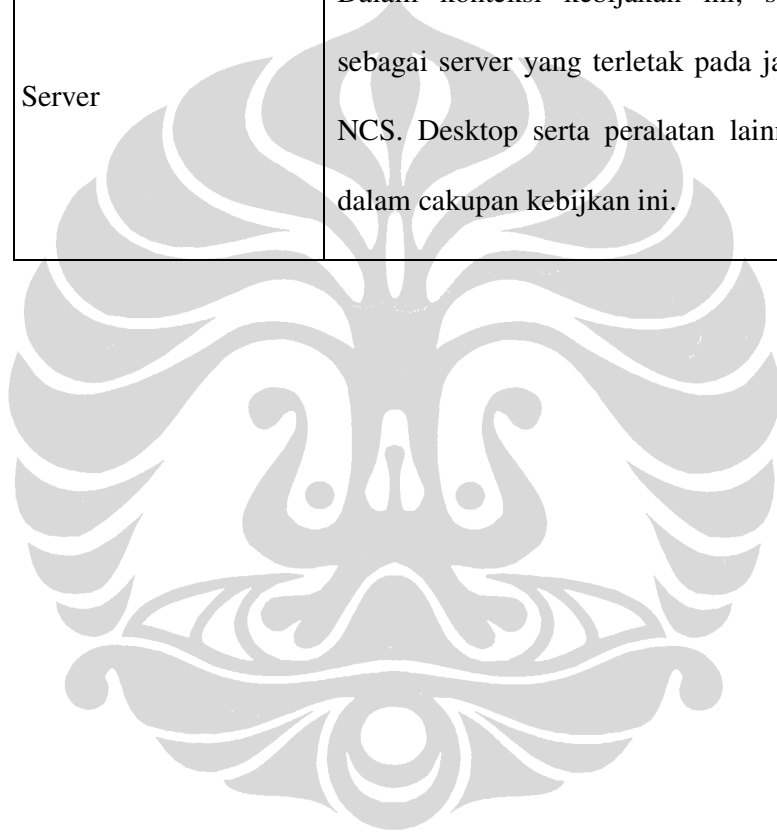 Dalam konteksi kebijakan ini, s
Server
sebagai server yang terletak pada ja
NCS. Desktop serta peralatan lain
dalam cakupan kebijkan ini.